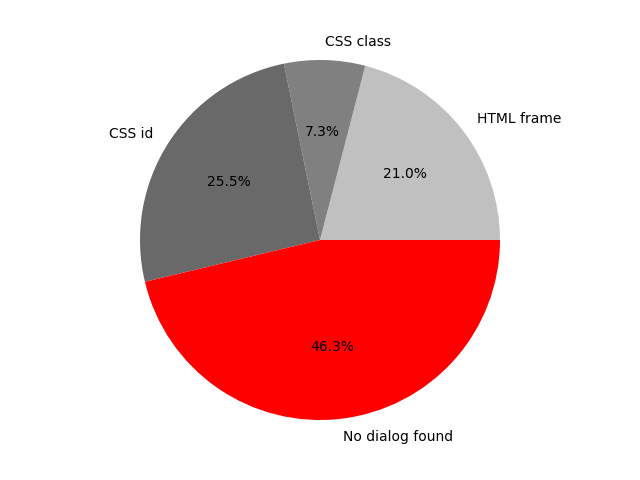 CSS class
HTML frame
CSS id
7.3%
21.0%
25.5%
46.3%
No dialog found